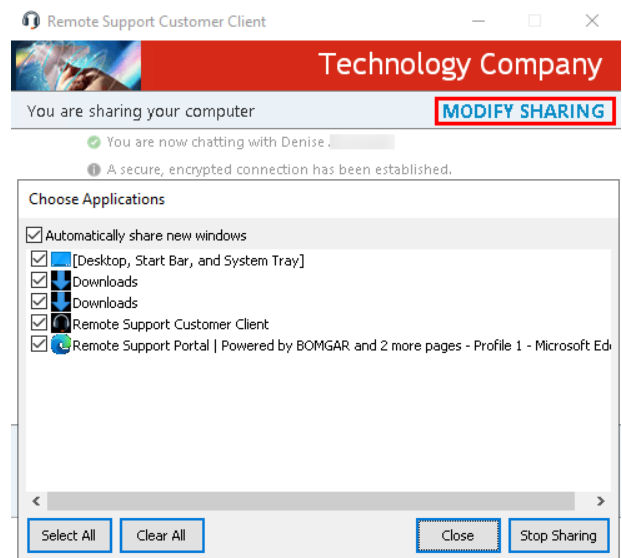 Remote Support Customer Client
Technology Company
You are sharing your computer MODIFY SHARING
You are now chatting with Denise
A secure, encrypted connection has been established.
Choose Applications
Automatically share new windows
[Desktop, Start Bar, and System Tray]
Downloads
Downloads
Remote Support Customer Client
Remote Support Portal | Powered by BOMGAR and 2 more pages - Profile 1 - Microsoft
Select All Clear All Close Stop Sharing